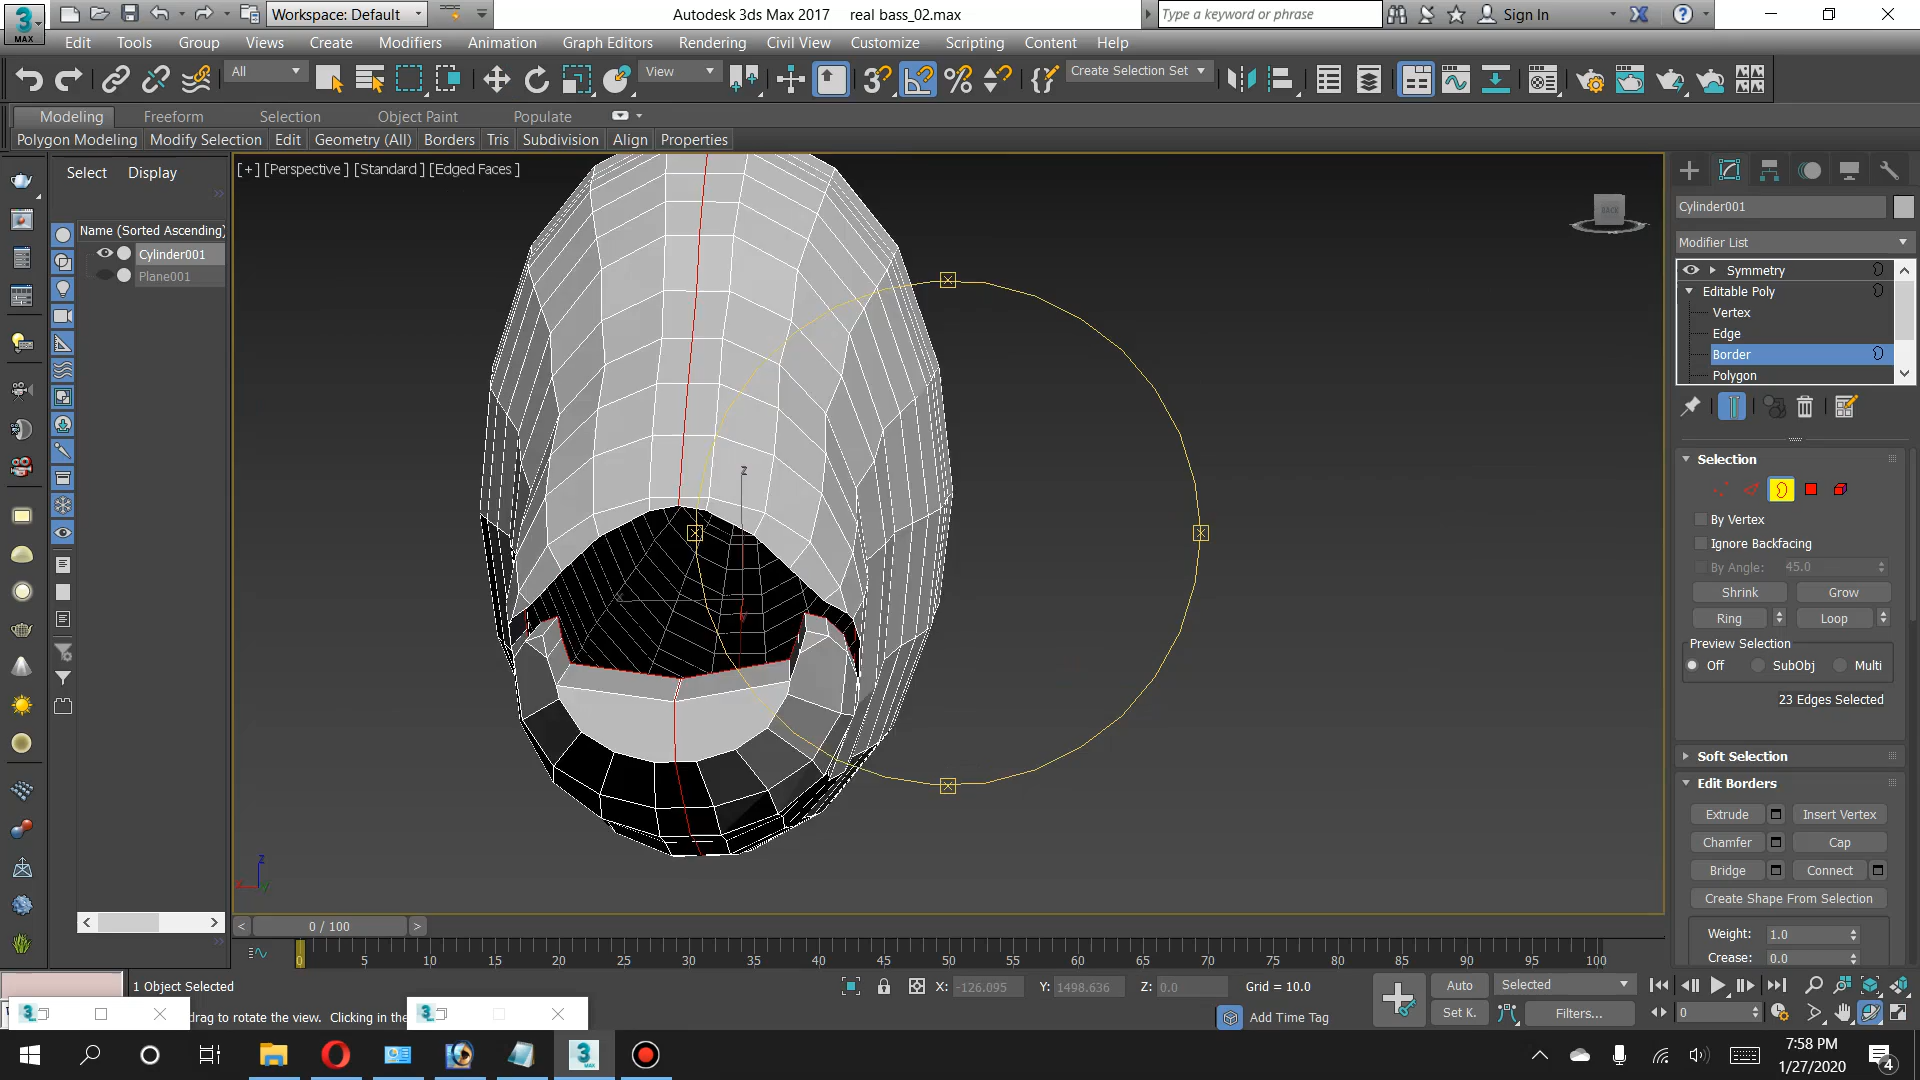 3 MAX Workspace: Default Autodesk 3ds Max 2017 real bass_02.max Type a keyword or phrase Sign In
Edit Tools Group Views Create Modifiers Animation Graph Editors Rendering Civil View Customize Scripting Content Help
All View 3 Create Selection Set
Modeling Freeform Selection Object Paint Populate
Polygon Modeling Modify Selection Edit Geometry (All) Borders Tris Subdivision Align Properties
Select Display
[+] [Perspective ] [Standard ] [Edged Faces ]
BACK
Name (Sorted Ascending)
Cylinder001
Plane001
z
x
z
x
y
0 / 100
0 5 10 15 20 25 30 35 40 45 50 55 60 65 70 75 80 85 90 95 100
Cylinder001
Modifier List
Symmetry
Editable Poly
Vertex
Edge
Border
Polygon
Selection
By Vertex
Ignore Backfacing
By Angle: 45.0
Shrink Grow
Ring Loop
Preview Selection
Off SubObj Multi
23 Edges Selected
Soft Selection
Edit Borders
Extrude Insert Vertex
Chamfer Cap
Bridge Connect
Create Shape From Selection
Weight: 1.0
Crease: 0.0
1 Object Selected X: -126.095 Y: 1498.636 Z: 0.0 Grid = 10.0 Auto Selected
drag to rotate the view. Clicking in the Add Time Tag Set K. Filters... 0
7:58 PM
1/27/2020
4